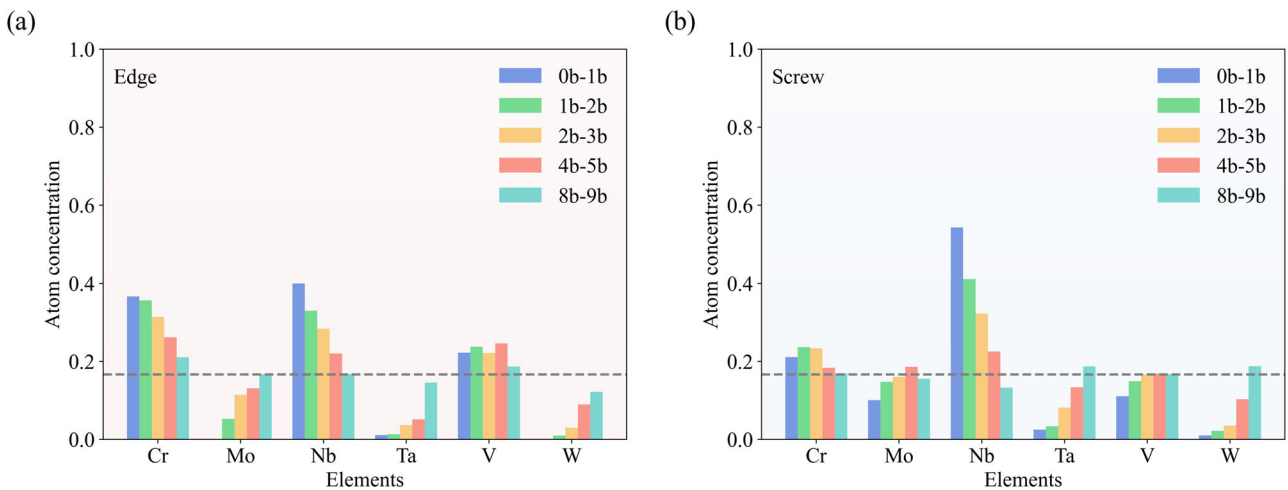 (a)
Edge
0b-1b
1b-2b
2b-3b
4b-5b
8b-9b
1.0
0.8
0.6
0.4
0.2
0.0
Atom concentration
Cr Mo Nb Ta V W
Elements
(b)
Screw
0b-1b
1b-2b
2b-3b
4b-5b
8b-9b
1.0
0.8
0.6
0.4
0.2
0.0
Atom concentration
Cr Mo Nb Ta V W
Elements